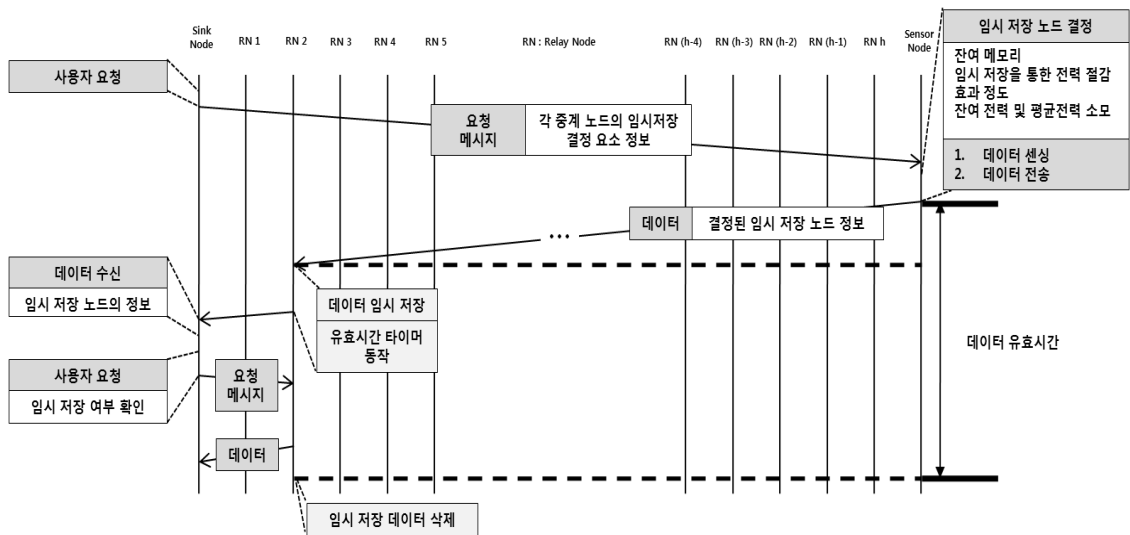 Sink
Node
RN 1
RN 2
RN 3
RN 4
RN 5
RN : Relay Node
RN (h-4)
RN (h-3)
RN (h-2)
RN (h-1)
RN h
Sensor
Node
임시 저장 노드 결정
잔여 메모리
임시 저장을 통한 전력 절감
효과 정도
잔여 전력 및 평균전력 소모
1. 데이터 센싱
2. 데이터 전송
사용자 요청
요청
메시지
각 중계 노드의 임시저장
결정 요소 정보
데이터
결정된 임시 저장 노드 정보
...
데이터 수신
임시 저장 노드의 정보
데이터 임시 저장
유효시간 타이머
동작
데이터 유효시간
사용자 요청
임시 저장 여부 확인
요청
메시지
데이터
임시 저장 데이터 삭제